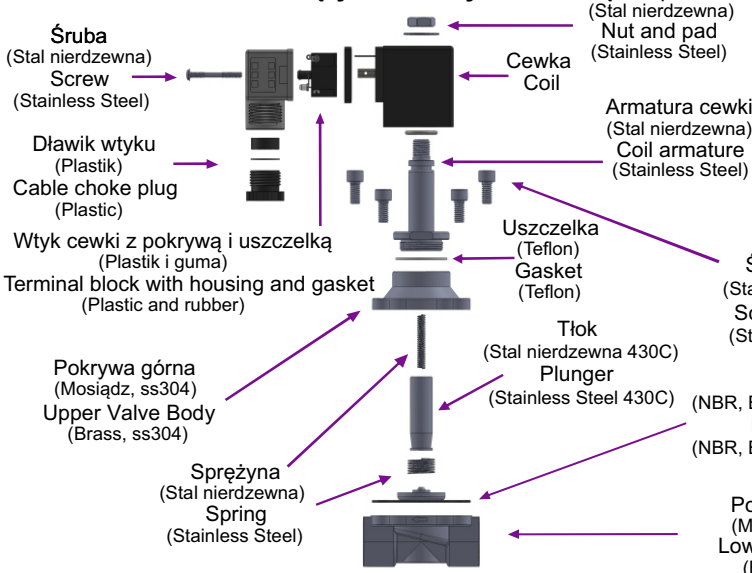 (Stal nierdzewna)
Nut and pad
(Stainless Steel)
Śruba
(Stal nierdzewna)
Screw
(Stainless Steel)
Cewka
Coil
Armatura cewki
(Stal nierdzewna)
Coil armature
(Stainless Steel)
Dławik wtyku
(Plastik)
Cable choke plug
(Plastic)
Wtyk cewki z pokrywą i uszczelką
(Plastik i guma)
Terminal block with housing and gasket
(Plastic and rubber)
Uszczelka
(Teflon)
Gasket
(Teflon)
Tłok
(Stal nierdzewna 430C)
Plunger
(Stainless Steel 430C)
Pokrywa górna
(Mosiądz, ss304)
Upper Valve Body
(Brass, ss304)
(NBR,
(NBR,
Sprężyna
(Stal nierdzewna)
Spring
(Stainless Steel)